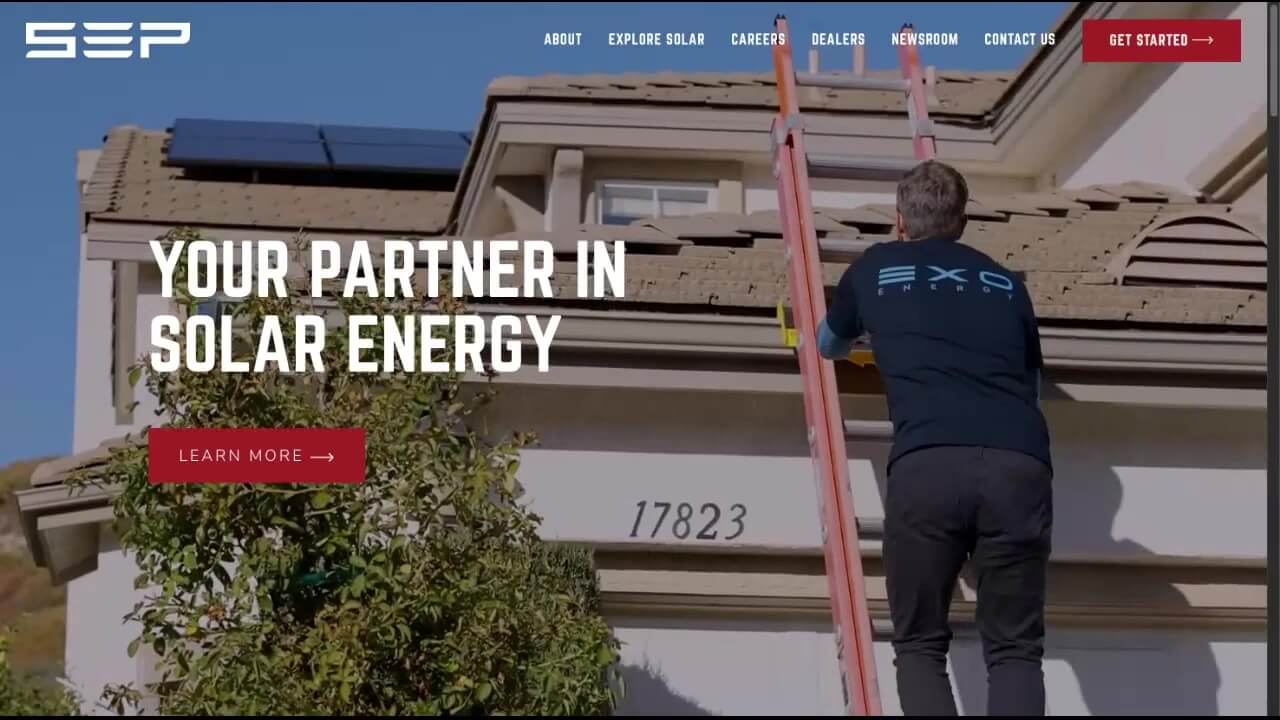 SEP
ABOUT
EXPLORE SOLAR
CAREERS
DEALERS
NEWSROOM
CONTACT US
GET STARTED
YOUR PARTNER IN
SOLAR ENERGY
EXO
ENERGY
LEARN MORE
17823